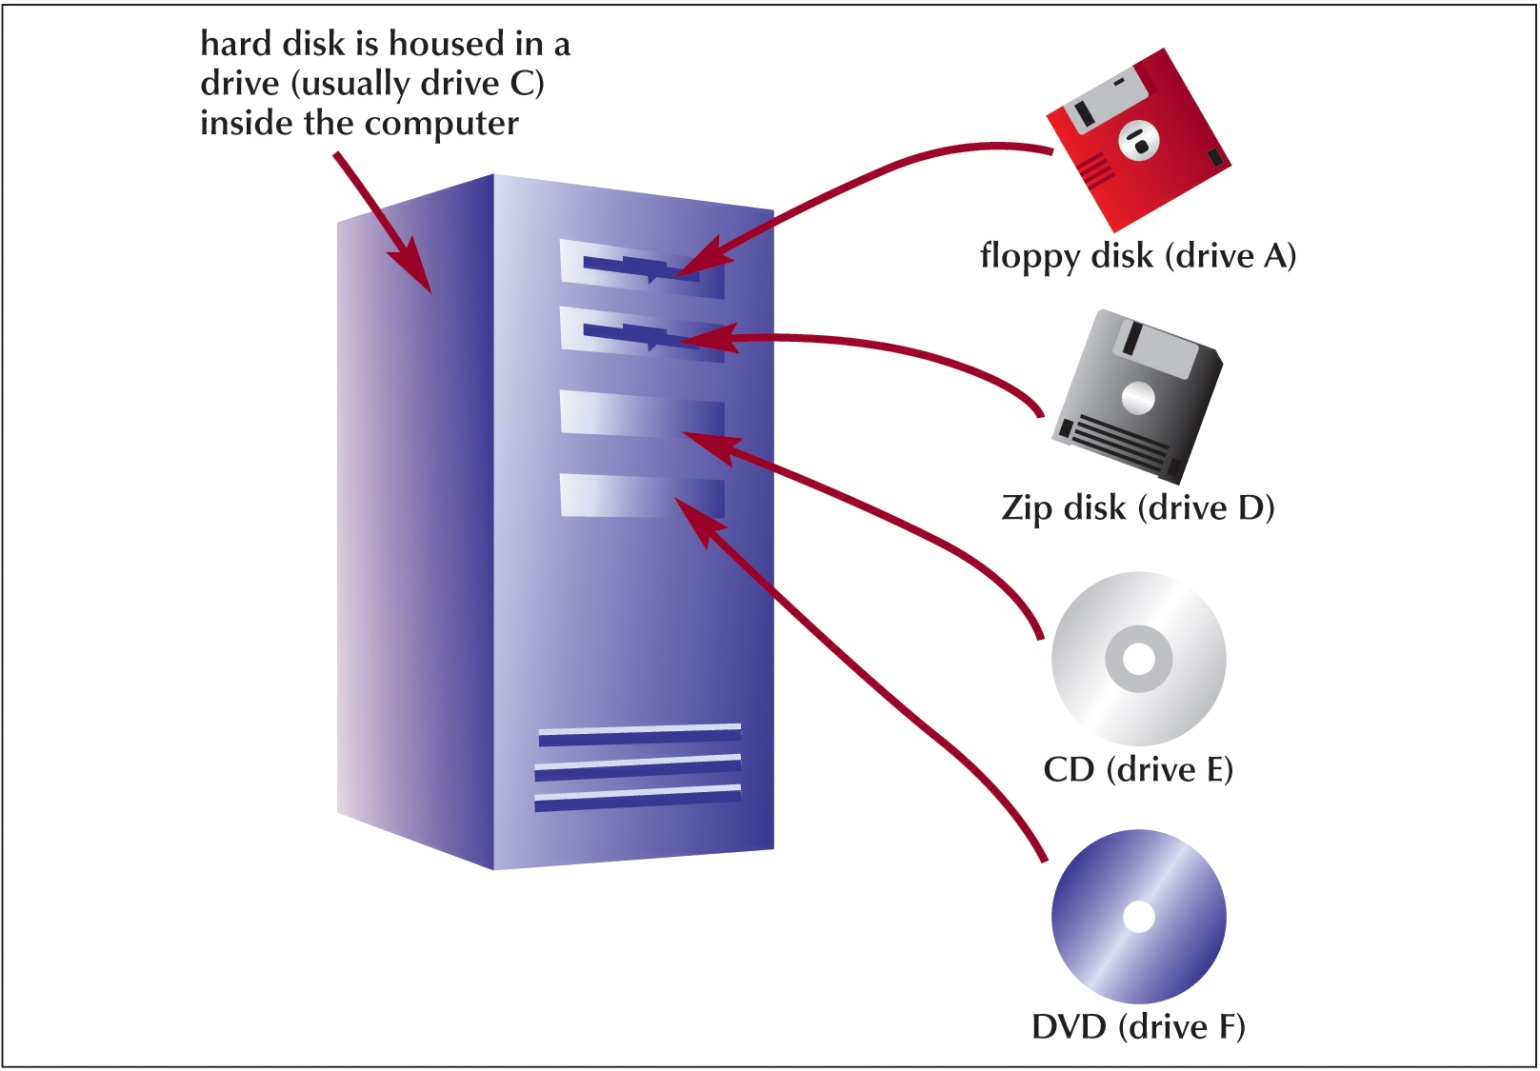 hard disk is housed in a
drive (usually drive C)
inside the computer
floppy disk (drive A)
Zip disk (drive D)
CD (drive E)
DVD (drive F)